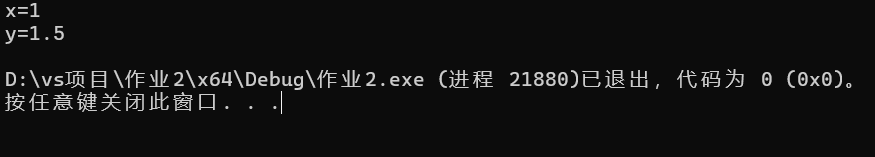 x=1
y=1.5
D:\vs项目\作业2\x64\Debug\作业2.exe (进程 21880)已退出，代码为 0 (0x0)。
按任意键关闭此窗口. . .